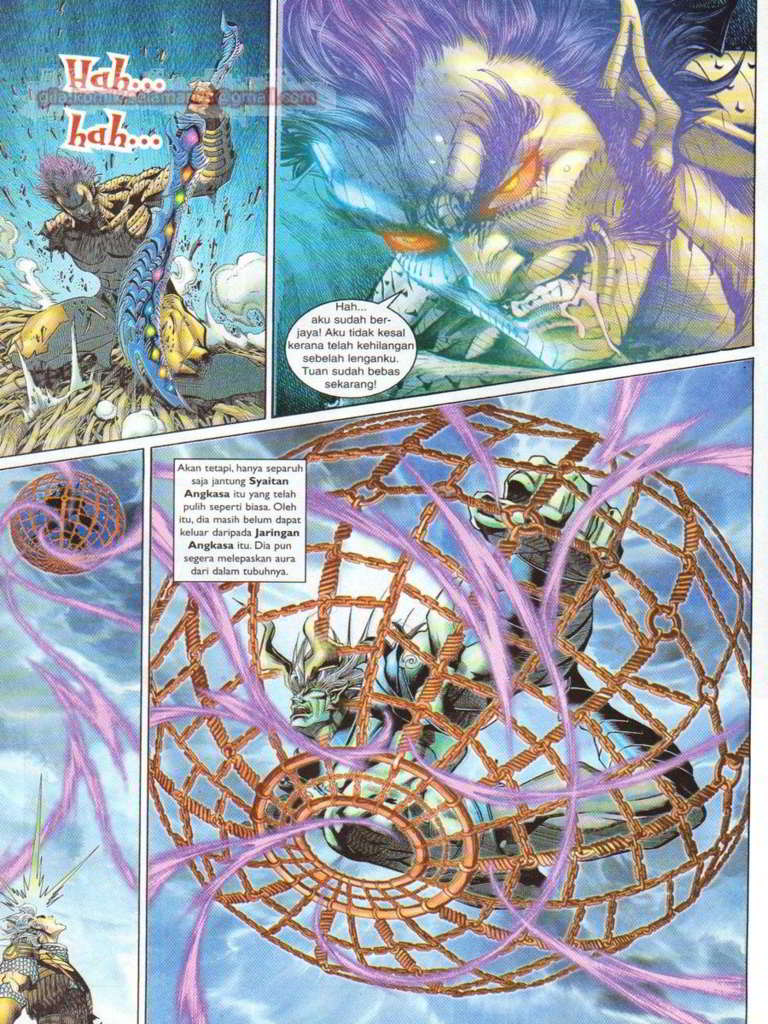 Hah...
hah...
Hah...
aku sudah ber-
jaya! Aku tidak kesal
kerana telah kehilangan
sebelah lenganku.
Tuan sudah bebas
sekarang!
Akan tetapi, hanya separuh
saja jantung Syaitan
Angkasa itu yang telah
pulih seperti biasa. Oleh
itu, dia masih belum dapat
keluar daripada Jaringan
Angkasa itu. Dia pun
segera melepaskan aura
dari dalam tubuhnya.